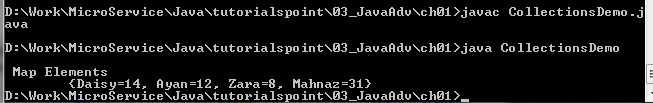 D:\Work\MicroService\Java\tutorialspoint\03_JavaAdv\ch01>javac CollectionsDemo.j
ava
D:\Work\MicroService\Java\tutorialspoint\03_JavaAdv\ch01>java CollectionsDemo
Map Elements
{Daisy=14, Ayan=12, Zara=8, Mahnaz=31}
D:\Work\MicroService\Java\tutorialspoint\03_JavaAdv\ch01>_